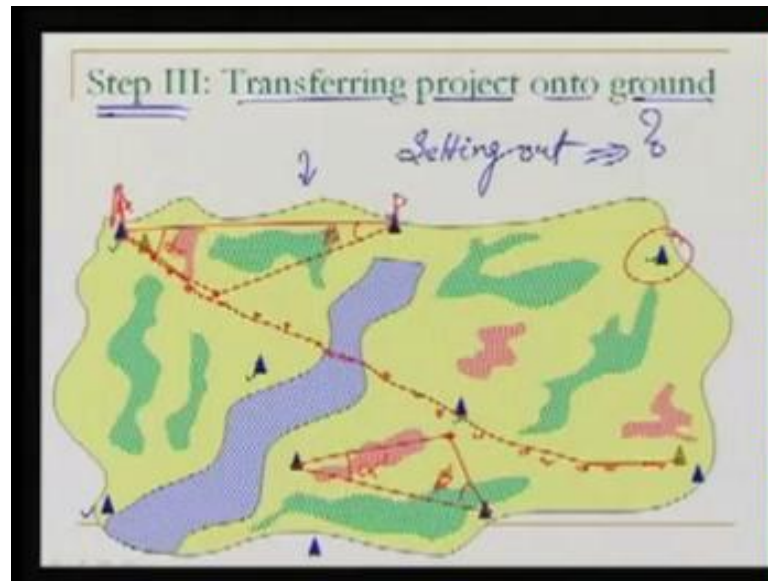 Step III: Transferring project onto ground
Setting out ⇒ ?